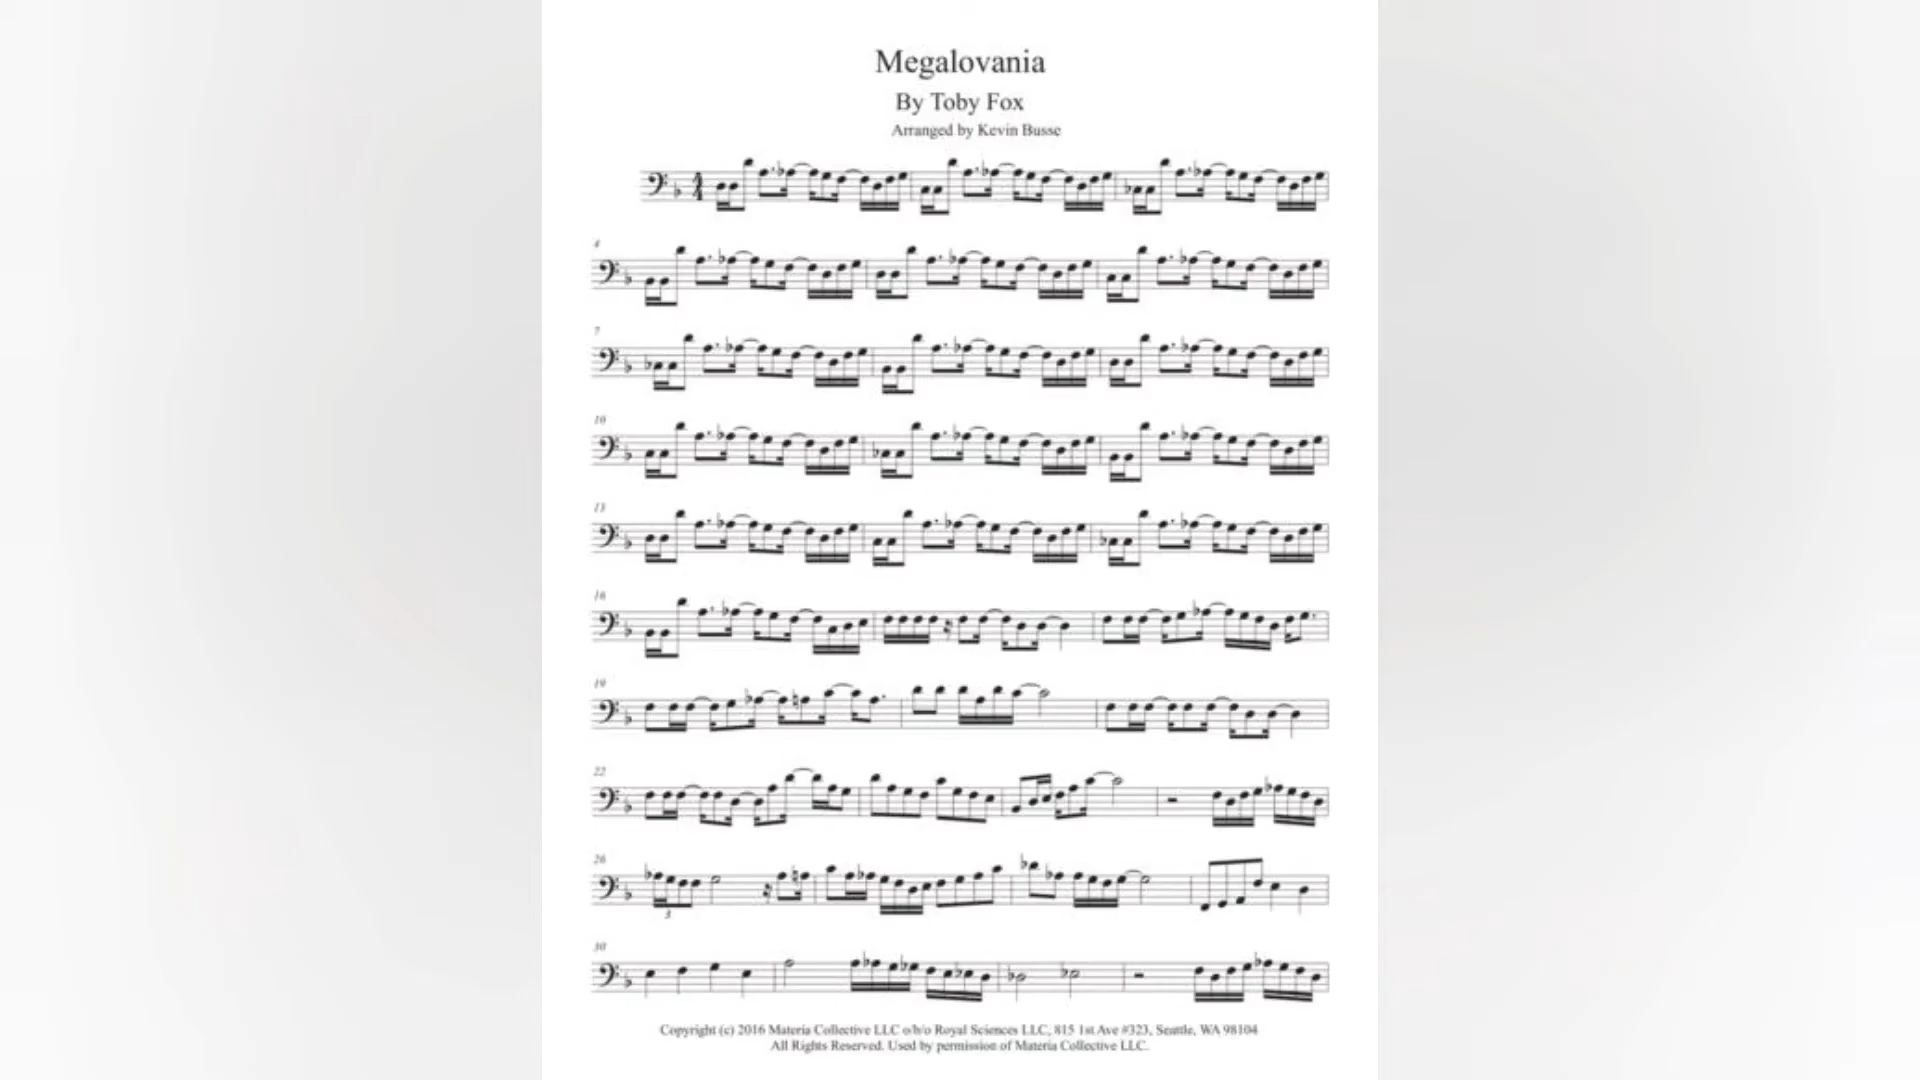 Megalovania
By Toby Fox
Arranged by Kevin Busse
4
7
10
13
16
19
22
26
3
30
Copyright (c) 2016 Materia Collective LLC o/b/o Royal Sciences LLC, 815 1st Ave #323, Seattle, WA 98104
All Rights Reserved. Used by permission of Materia Collective LLC.